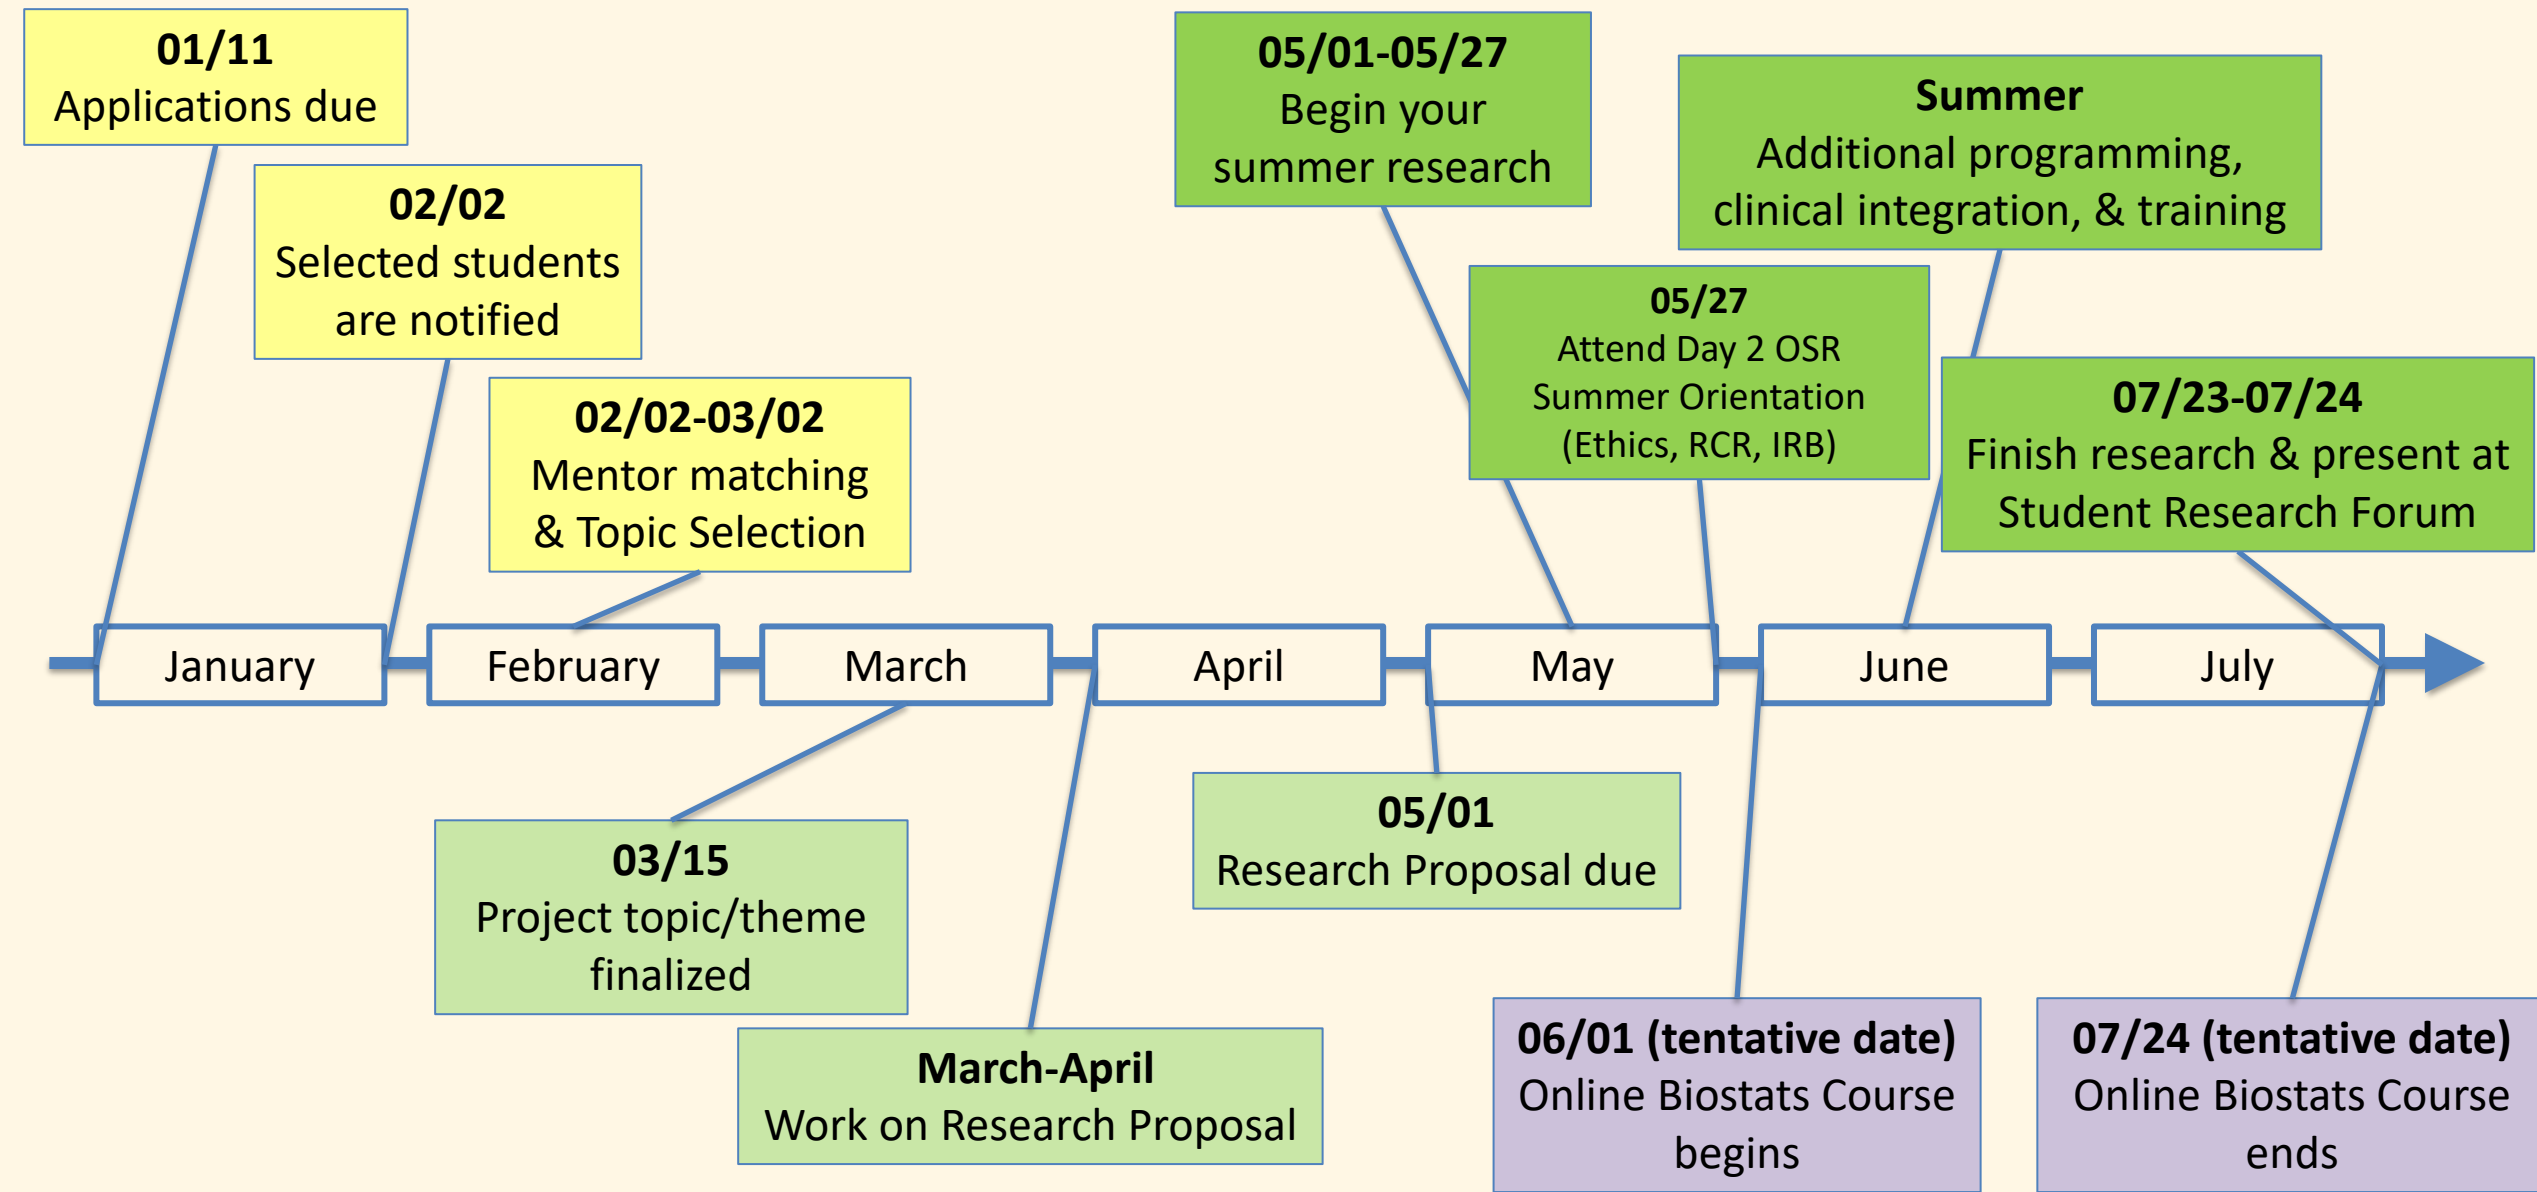 01/11
Applications due
02/02
Selected students
are notified
02/02-03/02
Mentor matching
& Topic Selection
05/01-05/27
Begin your
summer research
Summer
Additional programming,
clinical integration, & training
05/27
Attend Day 2 OSR
Summer Orientation
(Ethics, RCR, IRB)
07/23-07/24
Finish research & present at
Student Research Forum
January
February
March
April
May
June
July
03/15
Project topic/theme
finalized
March-April
Work on Research Proposal
05/01
Research Proposal due
06/01 (tentative date)
Online Biostats Course
begins
07/24 (tentative date)
Online Biostats Course
ends